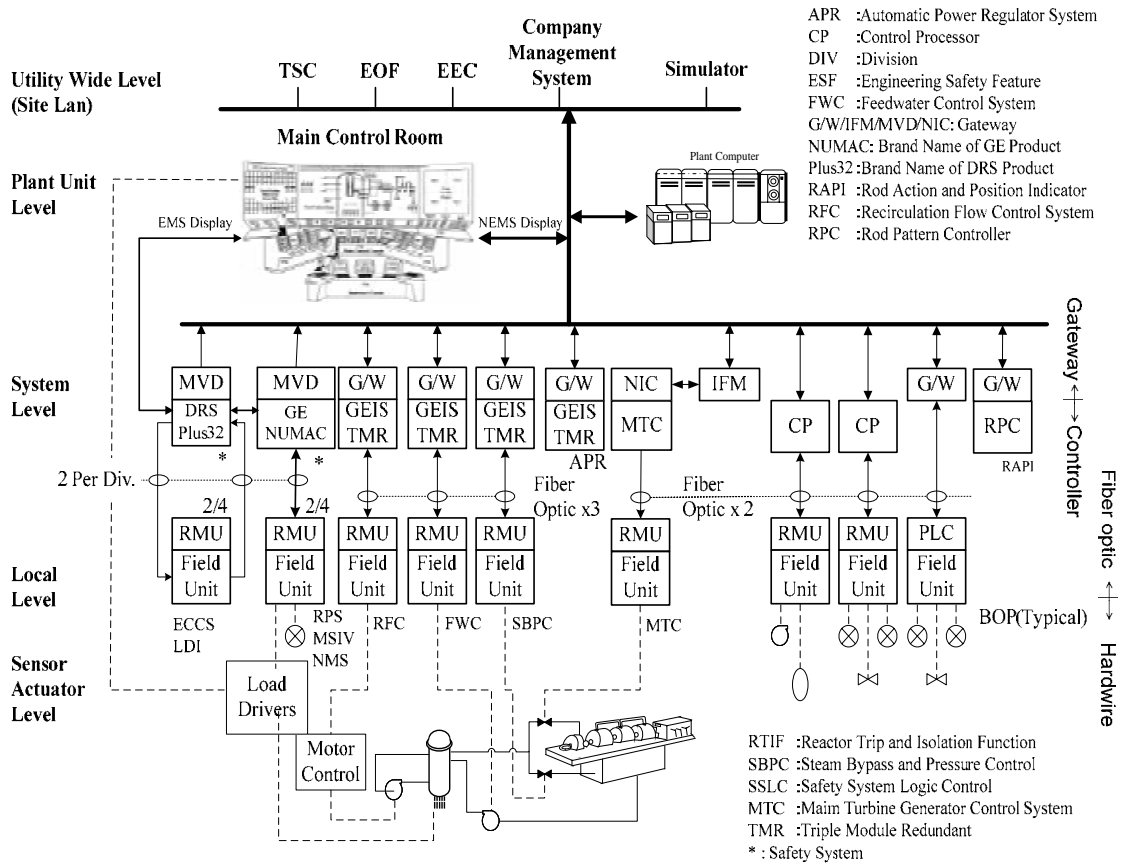 APR :Automatic Power Regulator System
CP :Control Processor
DIV :Division
ESF :Engineering Safety Feature
FWC :Feedwater Control System
G/W/IFM/MVD/NIC: Gateway
NUMAC: Brand Name of GE Product
Plus32 :Brand Name of DRS Product
RAPI :Rod Action and Position Indicator
RFC :Recirculation Flow Control System
RPC :Rod Pattern Controller
Company
Management
System
TSC
EOF
EEC
Simulator
Utility Wide Level
(Site Lan)
Main Control Room
Plant Computer
Plant Unit
Level
EMS Display
NEMS Display
System
Level
MVD
DRS
Plus32
*
MVD
GE
NUMAC
*
G/W
GEIS
TMR
G/W
GEIS
TMR
G/W
GEIS
TMR
G/W
GEIS
TMR
APR
NIC
MTC
IFM
CP
CP
G/W
G/W
RPC
RAPI
Gateway
Controller
2 Per Div.
2/4
2/4
Fiber
Optic x3
Fiber
Optic x 2
Fiber optic
Hardwire
Local
Level
RMU
Field
Unit
ECCS
LDI
RMU
Field
Unit
RPS
MSIV
NMS
RMU
Field
Unit
RFC
RMU
Field
Unit
FWC
RMU
Field
Unit
SBPC
RMU
Field
Unit
MTC
RMU
Field
Unit
RMU
Field
Unit
PLC
Field
Unit
BOP(Typical)
Sensor
Actuator
Level
Load
Drivers
Motor
Control
RTIF :Reactor Trip and Isolation Function
SBPC :Steam Bypass and Pressure Control
SSLC :Safety System Logic Control
MTC :Maim Turbine Generator Control System
TMR :Triple Module Redundant
* : Safety System